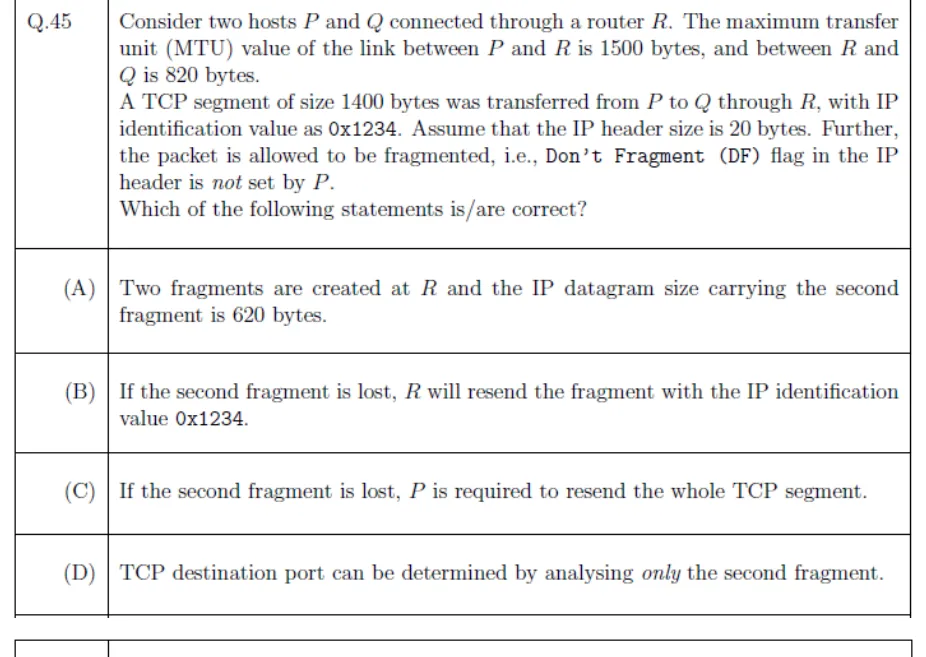 Q.45 Consider two hosts P and Q connected through a router R. The maximum transfer
unit (MTU) value of the link between P and R is 1500 bytes, and between R and
Q is 820 bytes.
A TCP segment of size 1400 bytes was transferred from P to Q through R, with IP
identification value as 0x1234. Assume that the IP header size is 20 bytes. Further,
the packet is allowed to be fragmented, i.e., Don't Fragment (DF) flag in the IP
header is not set by P.
Which of the following statements is/are correct?
(A) Two fragments are created at R and the IP datagram size carrying the second
fragment is 620 bytes.
(B) If the second fragment is lost, R will resend the fragment with the IP identification
value 0x1234.
(C) If the second fragment is lost, P is required to resend the whole TCP segment.
(D) TCP destination port can be determined by analysing only the second fragment.